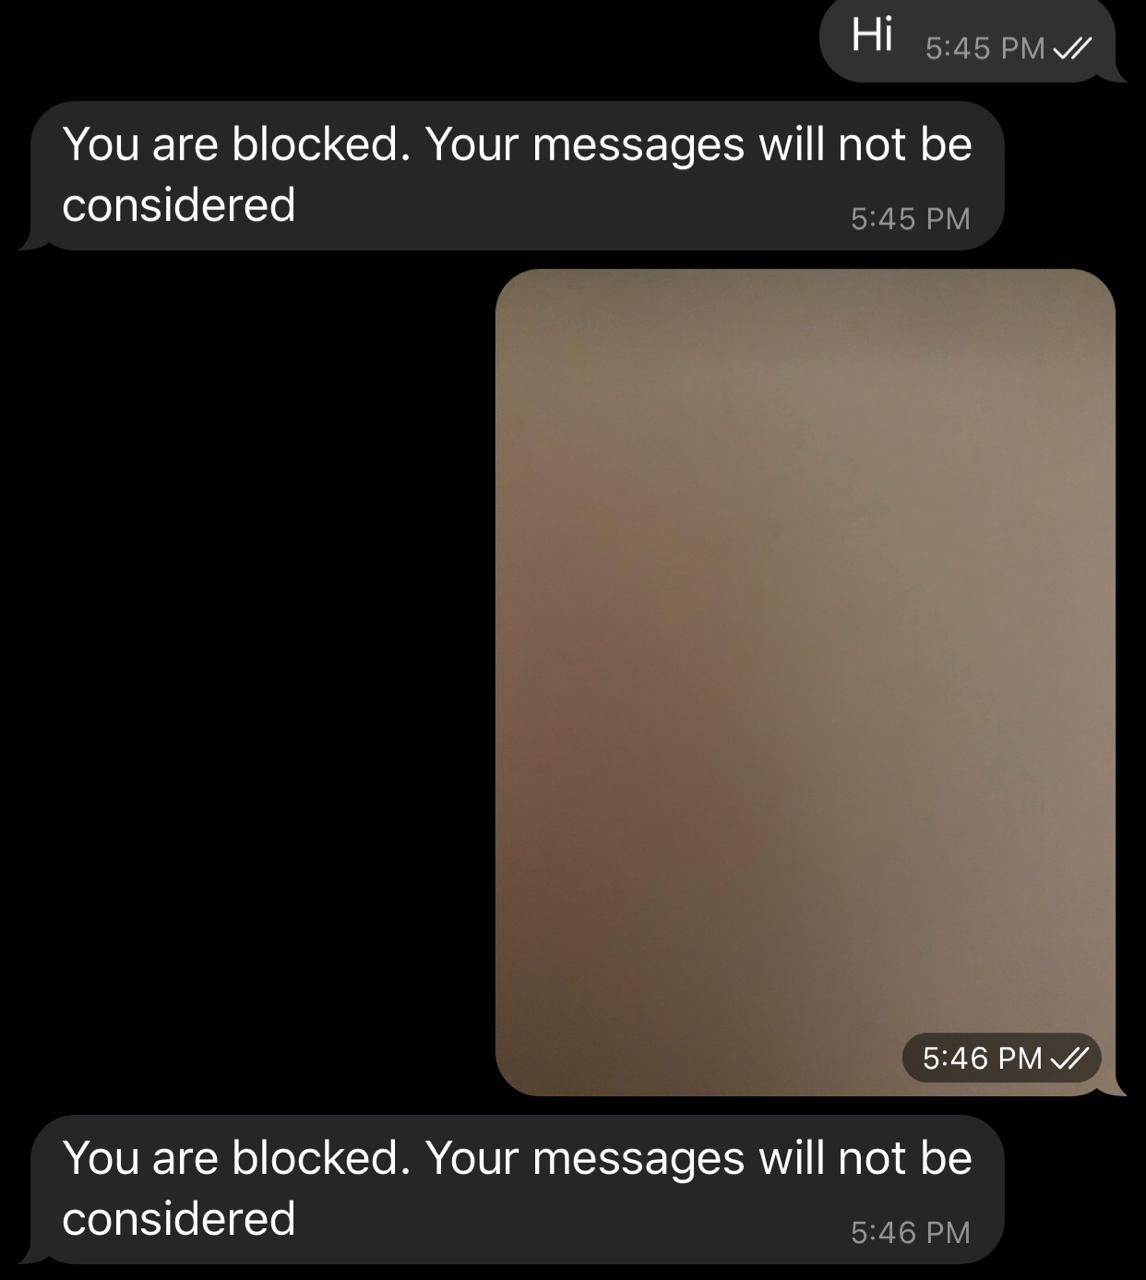 Hi 5:45 PM
You are blocked. Your messages will not be
considered 5:45 PM
5:46 PM
You are blocked. Your messages will not be
considered 5:46 PM